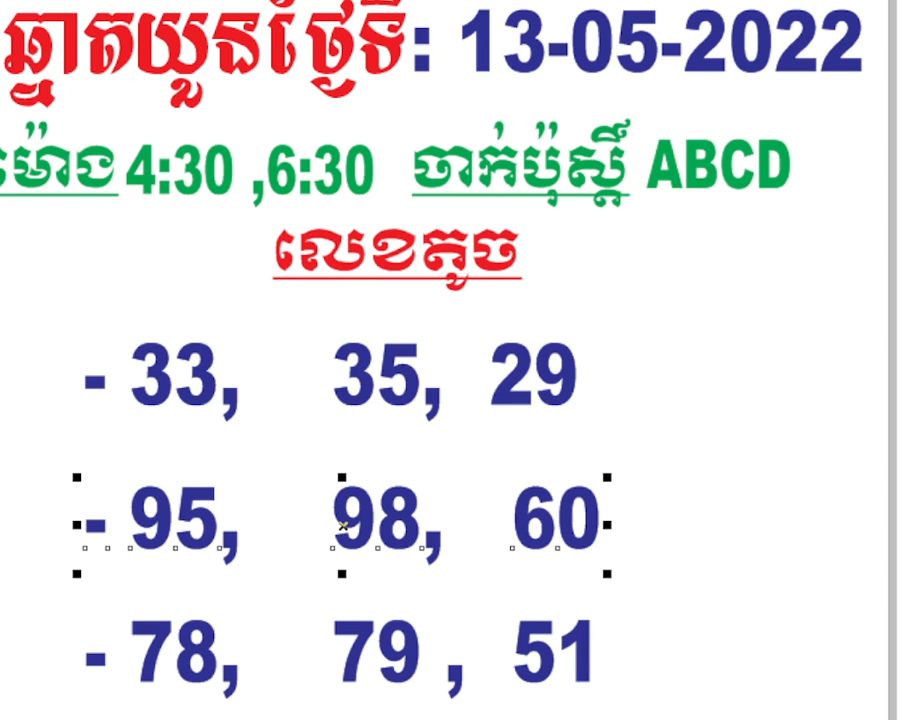 ឆ្នោតយួនថ្ងៃទី: 13-05-2022
ម៉ោង 4:30 ,6:30 ចាក់ប៉ុស្តិ៍ ABCD
លេខតូច
- 33, 35, 29
- 95, 98, 60
- 78, 79 , 51